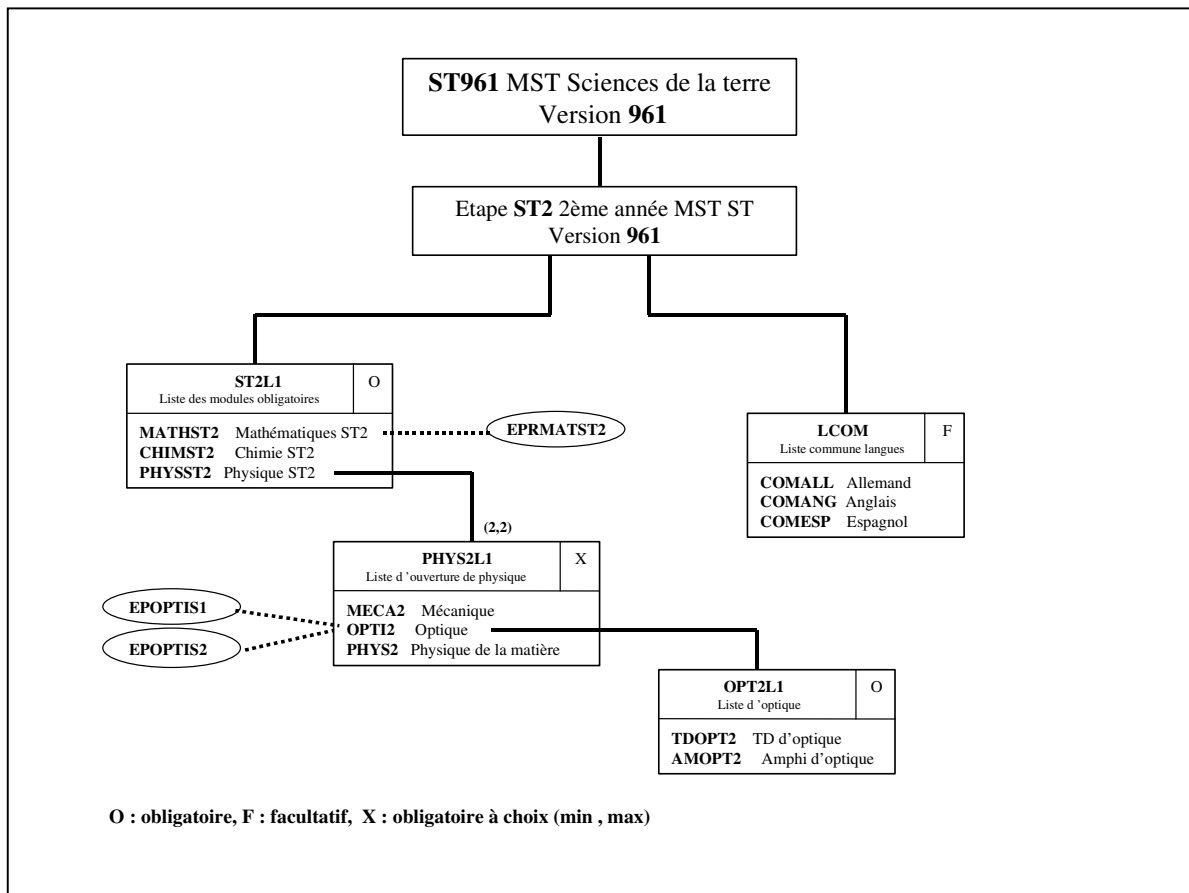 ST961 MST Sciences de la terre
Version 961
Etape ST2 2ème année MST ST
Version 961
ST2L1
O
Liste des modules obligatoires
MATHST2 Mathématiques ST2
CHIMST2 Chimie ST2
PHYSST2 Physique ST2
EPRMATST2
LCOM
F
Liste commune langues
COMALL Allemand
COMANG Anglais
COMESP Espagnol
(2,2)
PHYS2L1
X
Liste d 'ouverture de physique
MECA2 Mécanique
OPTI2 Optique
PHYS2 Physique de la matière
EPOPTIS1
EPOPTIS2
OPT2L1
O
Liste d 'optique
TDOPT2 TD d'optique
AMOPT2 Amphi d'optique
O : obligatoire, F : facultatif, X : obligatoire à choix (min , max)